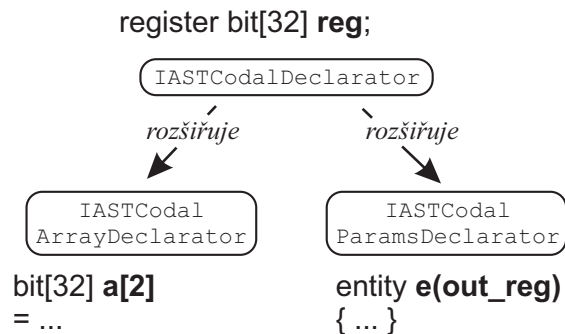 register bit[32] reg;
IASTCodalDeclarator
rozšiřuje
rozšiřuje
IASTCodal
ArrayDeclarator
IASTCodal
ParamsDeclarator
bit[32] a[2]
= ...
entity e(out_reg)
{ ... }